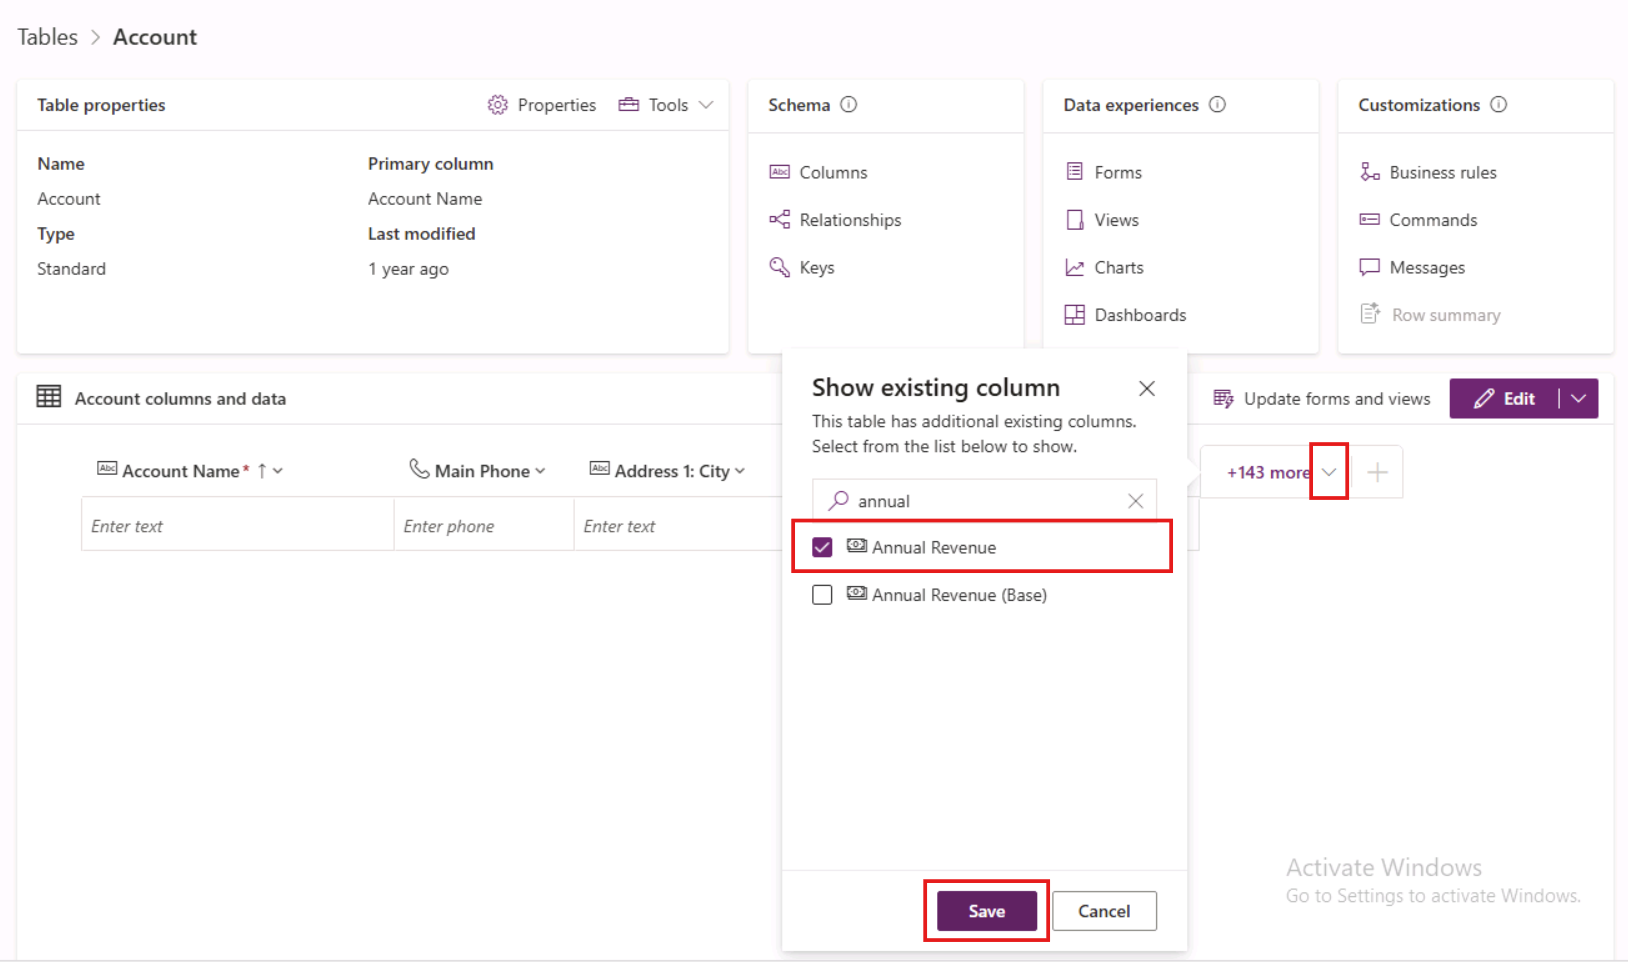 Tables > Account
Table properties
Properties
Tools
Name
Primary column
Account
Account Name
Type
Last modified
Standard
1 year ago
Schema
Columns
Relationships
Keys
Data experiences
Forms
Views
Charts
Dashboards
Customizations
Business rules
Commands
Messages
Row summary
Account columns and data
Update forms and views
Edit
Abc Account Name*
Main Phone
Abc Address 1: City
+143 more
Enter text
Enter phone
Enter text
Show existing column
This table has additional existing columns.
Select from the list below to show.
annual
Annual Revenue
Annual Revenue (Base)
Save
Cancel
Activate Windows
Go to Settings to activate Windows.